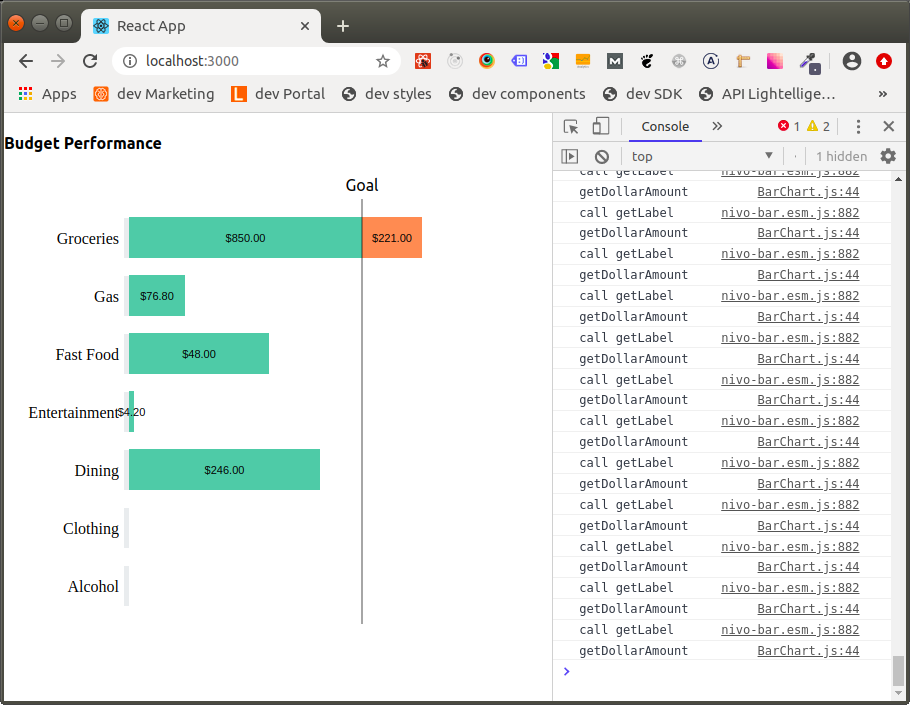 React App
localhost:3000
Apps dev Marketing dev Portal dev styles dev components dev SDK API Lightellige… »
Budget Performance
Goal
Groceries $850.00 $221.00
Gas $76.80
Fast Food $48.00
Entertainment $4.20
Dining $246.00
Clothing
Alcohol
Console » 1 2
top 1 hidden
call getLabel nivo-bar.esm.js:882
getDollarAmount BarChart.js:44
call getLabel nivo-bar.esm.js:882
getDollarAmount BarChart.js:44
call getLabel nivo-bar.esm.js:882
getDollarAmount BarChart.js:44
call getLabel nivo-bar.esm.js:882
getDollarAmount BarChart.js:44
call getLabel nivo-bar.esm.js:882
getDollarAmount BarChart.js:44
call getLabel nivo-bar.esm.js:882
getDollarAmount BarChart.js:44
call getLabel nivo-bar.esm.js:882
getDollarAmount BarChart.js:44
call getLabel nivo-bar.esm.js:882
getDollarAmount BarChart.js:44
call getLabel nivo-bar.esm.js:882
getDollarAmount BarChart.js:44
call getLabel nivo-bar.esm.js:882
getDollarAmount BarChart.js:44
call getLabel nivo-bar.esm.js:882
getDollarAmount BarChart.js:44
call getLabel nivo-bar.esm.js:882
getDollarAmount BarChart.js:44